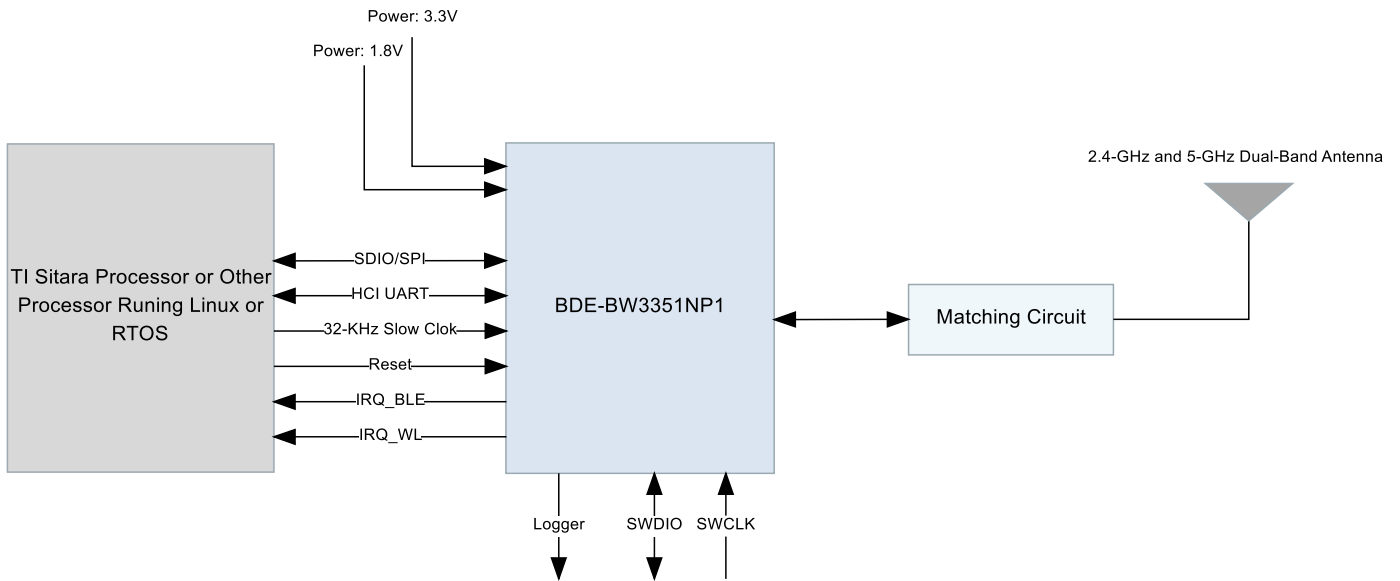 Power: 3.3V
Power: 1.8V
2.4-GHz and 5-GHz Dual-Band Antenna
TI Sitara Processor or Other
Processor Runing Linux or
RTOS
SDIO/SPI
HCI UART
32-KHz Slow Clok
Reset
IRQ_BLE
IRQ_WL
BDE-BW3351NP1
Matching Circuit
Logger
SWDIO
SWCLK